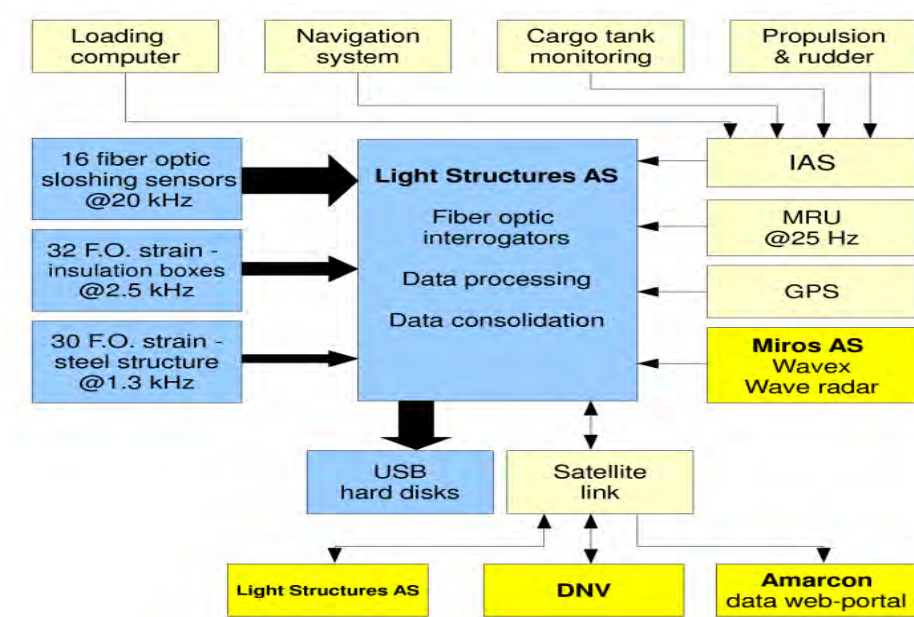 Loading
computer
Navigation
system
Cargo tank
monitoring
Propulsion
& rudder
16 fiber optic
sloshing sensors
@20 kHz
32 F.O. strain -
insulation boxes
@2.5 kHz
30 F.O. strain -
steel structure
@1.3 kHz
Light Structures AS
Fiber optic
interrogators
Data processing
Data consolidation
IAS
MRU
@25 Hz
GPS
Miros AS
Wavex
Wave radar
USB
hard disks
Satellite
link
Light Structures AS
DNV
Amarcon
data web-portal